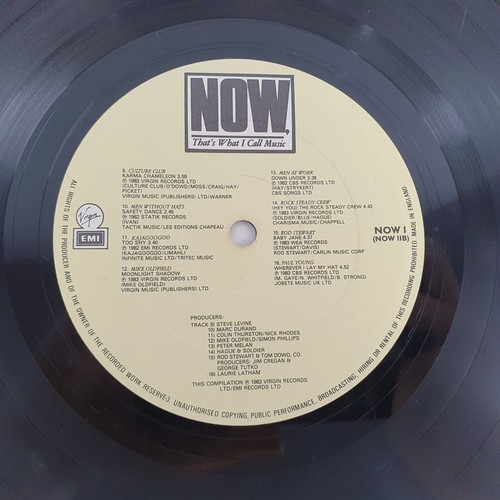 NOW,
That's What I Call Music
9. CULTURE CLUB
KARMA CHAMELEON 3.59
℗ 1983 VIRGIN RECORDS LTD
(CULTURE CLUB/O'DOWD/MOSS/CRAIG/HAY/
PICKET)
VIRGIN MUSIC (PUBLISHERS) LTD/WARNER
10. MEN WITHOUT HATS
SAFETY DANCE 2.45
℗ 1982 STATIK RECORDS
(IVAN)
TACTIK MUSIC/LES EDITIONS CHAPEAU
11. KAJAGOOGOO
TOO SHY 3.40
℗ 1982 EMI RECORDS LTD
(KAJAGOOGOO/LIMAHL)
INFINITE MUSIC LTD/TRITEC MUSIC
12. MIKE OLDFIELD
MOONLIGHT SHADOW
℗ 1983 VIRGIN RECORDS LTD
(MIKE OLDFIELD)
VIRGIN MUSIC (PUBLISHERS) LTD
13. MEN AT WORK
DOWN UNDER 3.38
℗ 1982 CBS RECORDS LTD
(HAY/STRYKERT)
CBS SONGS LTD
14. ROCK STEADY CREW
(HEY YOU) THE ROCK STEADY CREW 4.43
℗ 1983 VIRGIN RECORDS LTD
(SOLDIER/BLUE/HAGUE)
CHARISMA MUSIC/CHAPPELL
15. ROD STEWART
BABY JANE 4.37
℗ 1983 WEA RECORDS
(STEWART/DAVIS)
ROD STEWART/CARLIN MUSIC CORP
16. PAUL YOUNG
WHEREVER I LAY MY HAT 4.52
℗ 1983 CBS RECORDS LTD
(M. GAYE/N. WHITFIELD/B. STRONG)
JOBETE MUSIC UK LTD
Virgin
EMI
NOW I
(NOW IIB)
PRODUCERS:
TRACK 9) STEVE LEVINE
10) MARC DURAND
11) COLIN THURSTON/NICK RHODES
12) MIKE OLDFIELD/SIMON PHILLIPS
13) PETER MELAN
14) HAGUE & SOLDIER
15) ROD STEWART & TOM DOWD, CO.
PRODUCERS: JIM CREGAN &
GEORGE TUTKO
16) LAURIE LATHAM
THIS COMPILATION ℗ 1983 VIRGIN RECORDS
LTD/EMI RECORDS LTD
ALL RIGHTS OF THE PRODUCER AND OF THE OWNER OF THE RECORDED WORK RESERVED. UNAUTHORISED COPYING, PUBLIC PERFORMANCE, BROADCASTING, HIRING OR RENTAL OF THIS RECORDING PROHIBITED MADE IN ENGLAND